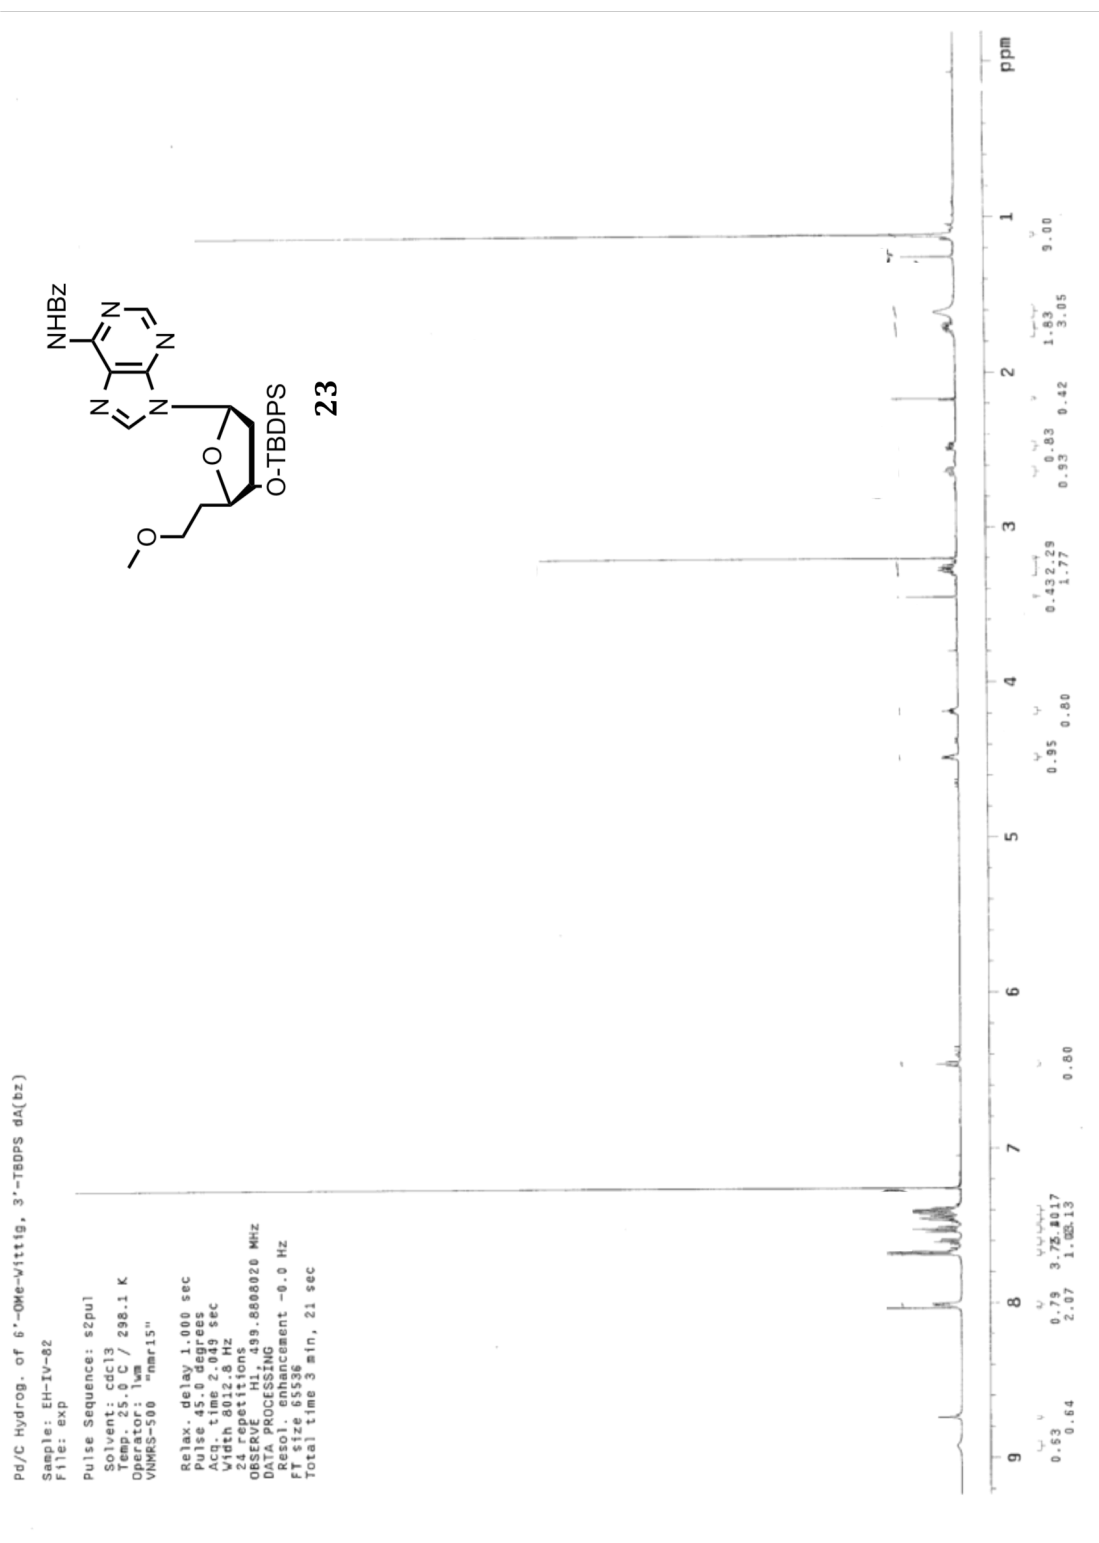 Pd/C Hydrog. of 6'-OMe-Wittig, 3'-TBDPS dA(bz)
Sample: EH-IV-82
File: exp
Pulse Sequence: s2pul
Solvent: cdcl3
Temp. 25.0 C / 298.1 K
Operator: lwm
VNMRS-500 "nmr15"
Relax. delay 1.000 sec
Pulse 45.0 degrees
Acq. time 2.049 sec
Width 8012.8 Hz
24 repetitions
OBSERVE H1, 499.8808020 MHz
DATA PROCESSING
Resol. enhancement -0.0 Hz
FT size 65536
Total time 3 min, 21 sec
NHBz
N
N
N
N
O
O
O-TBDPS
23
9 8 7 6 5 4 3 2 1 ppm
0.63 0.79 0.95 0.43 2.29 0.83 1.83 9.00
0.64 2.07 0.80 0.80 1.77 0.93 0.42 3.05